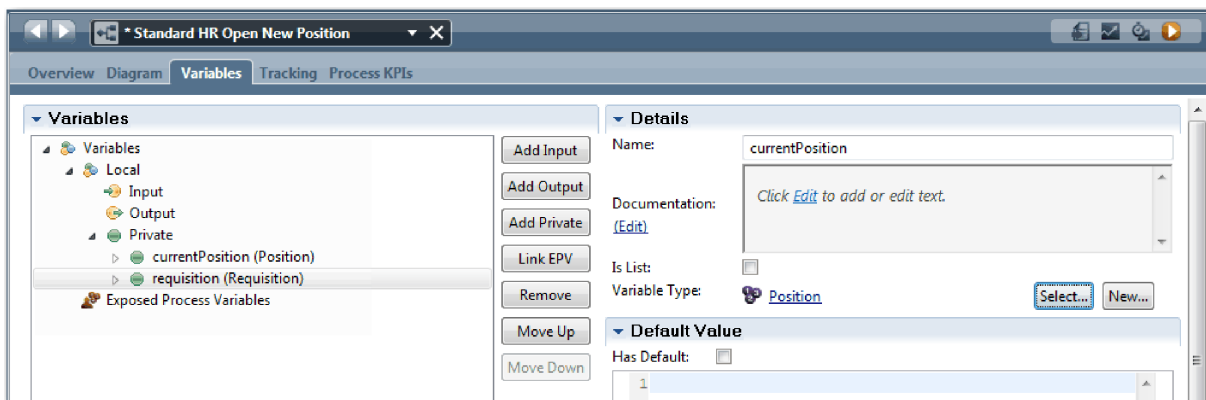 * Standard HR Open New Position
Overview Diagram Variables Tracking Process KPIs
Variables
Variables
Local
Input
Output
Private
currentPosition (Position)
requisition (Requisition)
Exposed Process Variables
Add Input
Add Output
Add Private
Link EPV
Remove
Move Up
Move Down
Details
Name: currentPosition
Documentation: Click Edit to add or edit text.
(Edit)
Is List:
Variable Type: Position Select... New...
Default Value
Has Default:
1